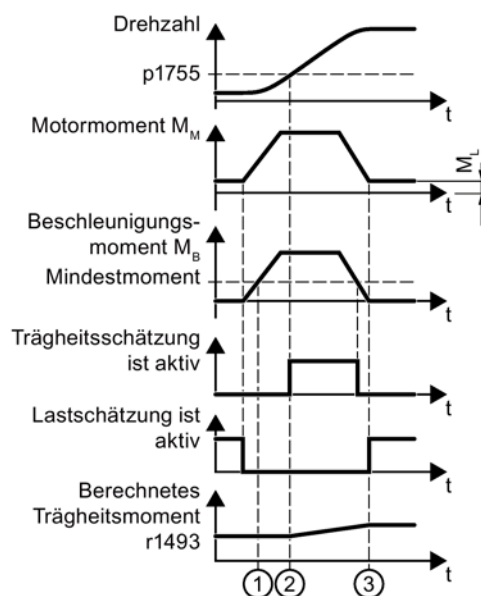 Drehzahl
p1755
t
Motormoment M_M
M_L
t
Beschleunigungs-
moment M_B
Mindestmoment
t
Trägheitsschätzung
ist aktiv
t
Lastschätzung ist
aktiv
t
Berechnetes
Trägheitsmoment
r1493
t
① ② ③